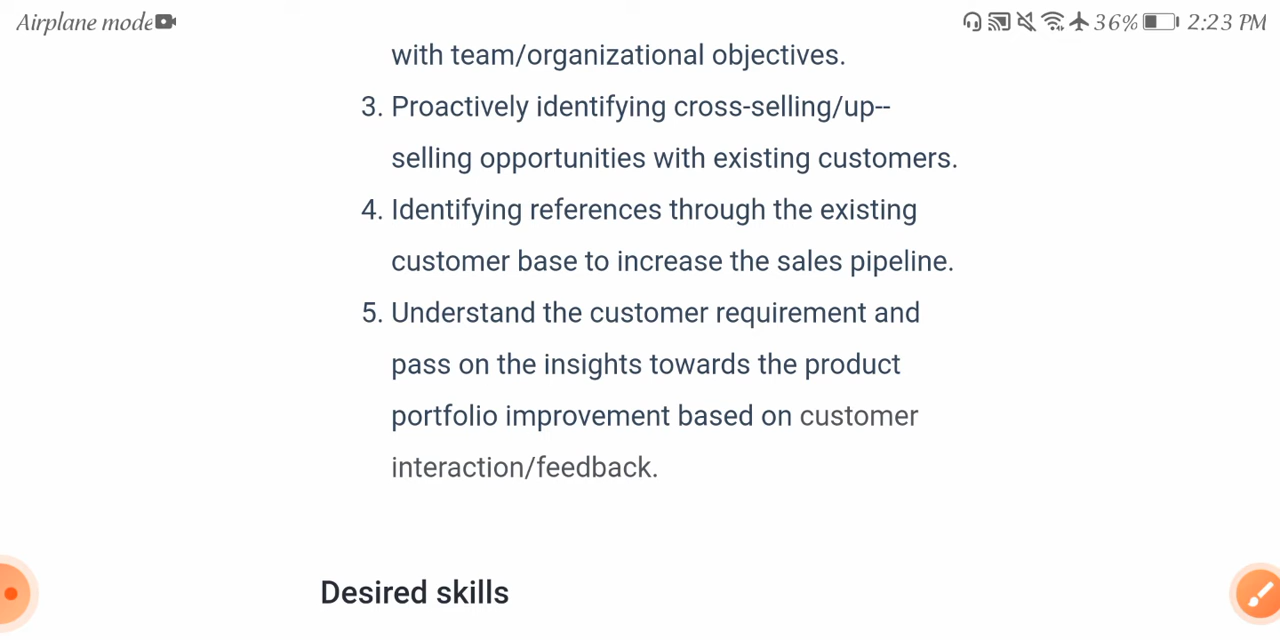 Airplane mode 36% 2:23 PM
with team/organizational objectives.
3. Proactively identifying cross-selling/up--
selling opportunities with existing customers.
4. Identifying references through the existing
customer base to increase the sales pipeline.
5. Understand the customer requirement and
pass on the insights towards the product
portfolio improvement based on customer
interaction/feedback.
Desired skills